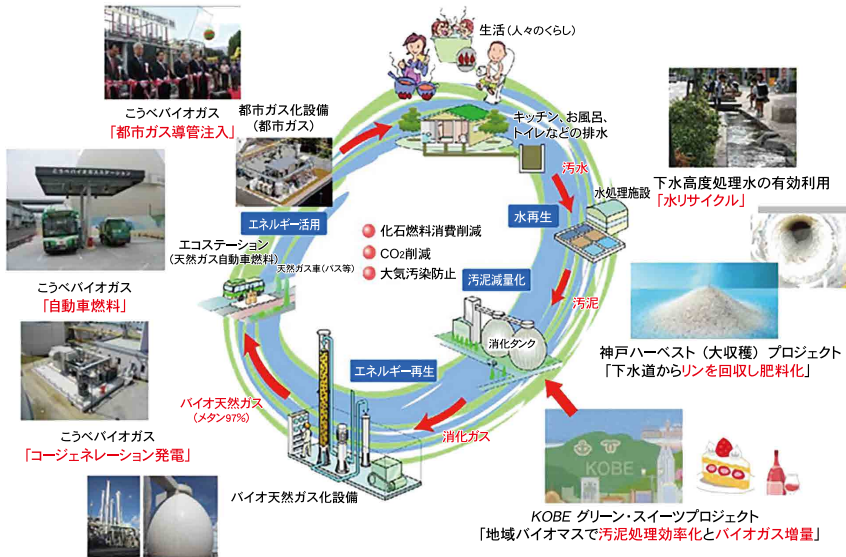 生活(人々のくらし)
こうべバイオガス
「都市ガス導管注入」
都市ガス化設備
(都市ガス)
キッチン、お風呂、
トイレなどの排水
汚水
水処理施設
下水高度処理水の有効利用
「水リサイクル」
こうべバイオガスステーション
エネルギー活用
水再生
エコステーション
(天然ガス自動車燃料)
天然ガス車(バス等)
化石燃料消費削減
CO2削減
大気汚染防止
汚泥減量化
汚泥
こうべバイオガス
「自動車燃料」
消化タンク
神戸ハーベスト(大収穫)プロジェクト
「下水道からリンを回収し肥料化」
エネルギー再生
バイオ天然ガス
(メタン97%)
消化ガス
こうべバイオガス
「コージェネレーション発電」
KOBE
バイオ天然ガス化設備
KOBE グリーン・スイーツプロジェクト
「地域バイオマスで汚泥処理効率化とバイオガス増量」